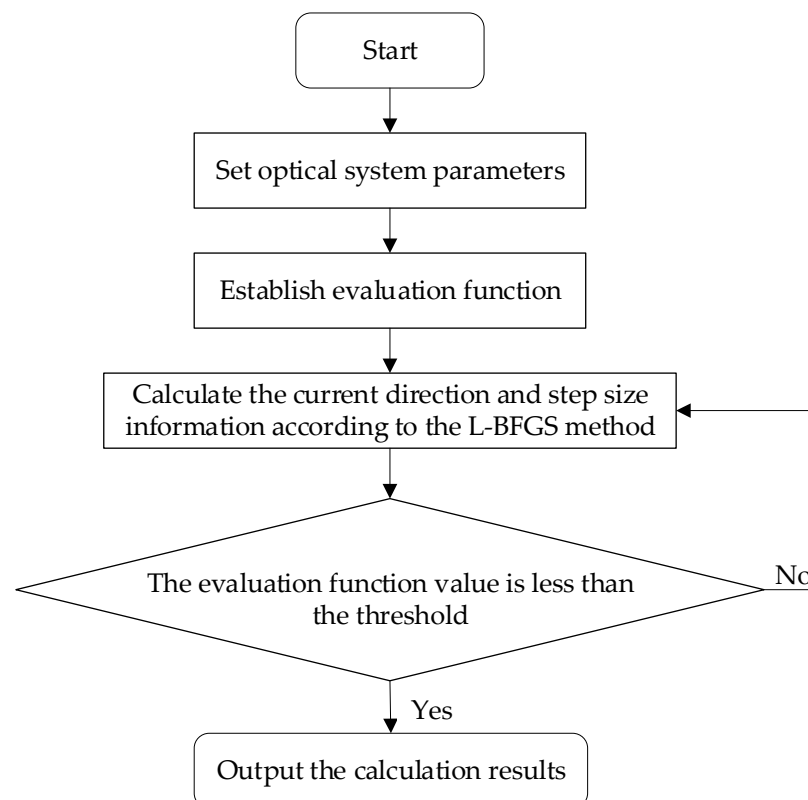 Start
Set optical system parameters
Establish evaluation function
Calculate the current direction and step size
information according to the L-BFGS method
The evaluation function value is less than
the threshold
No
Yes
Output the calculation results